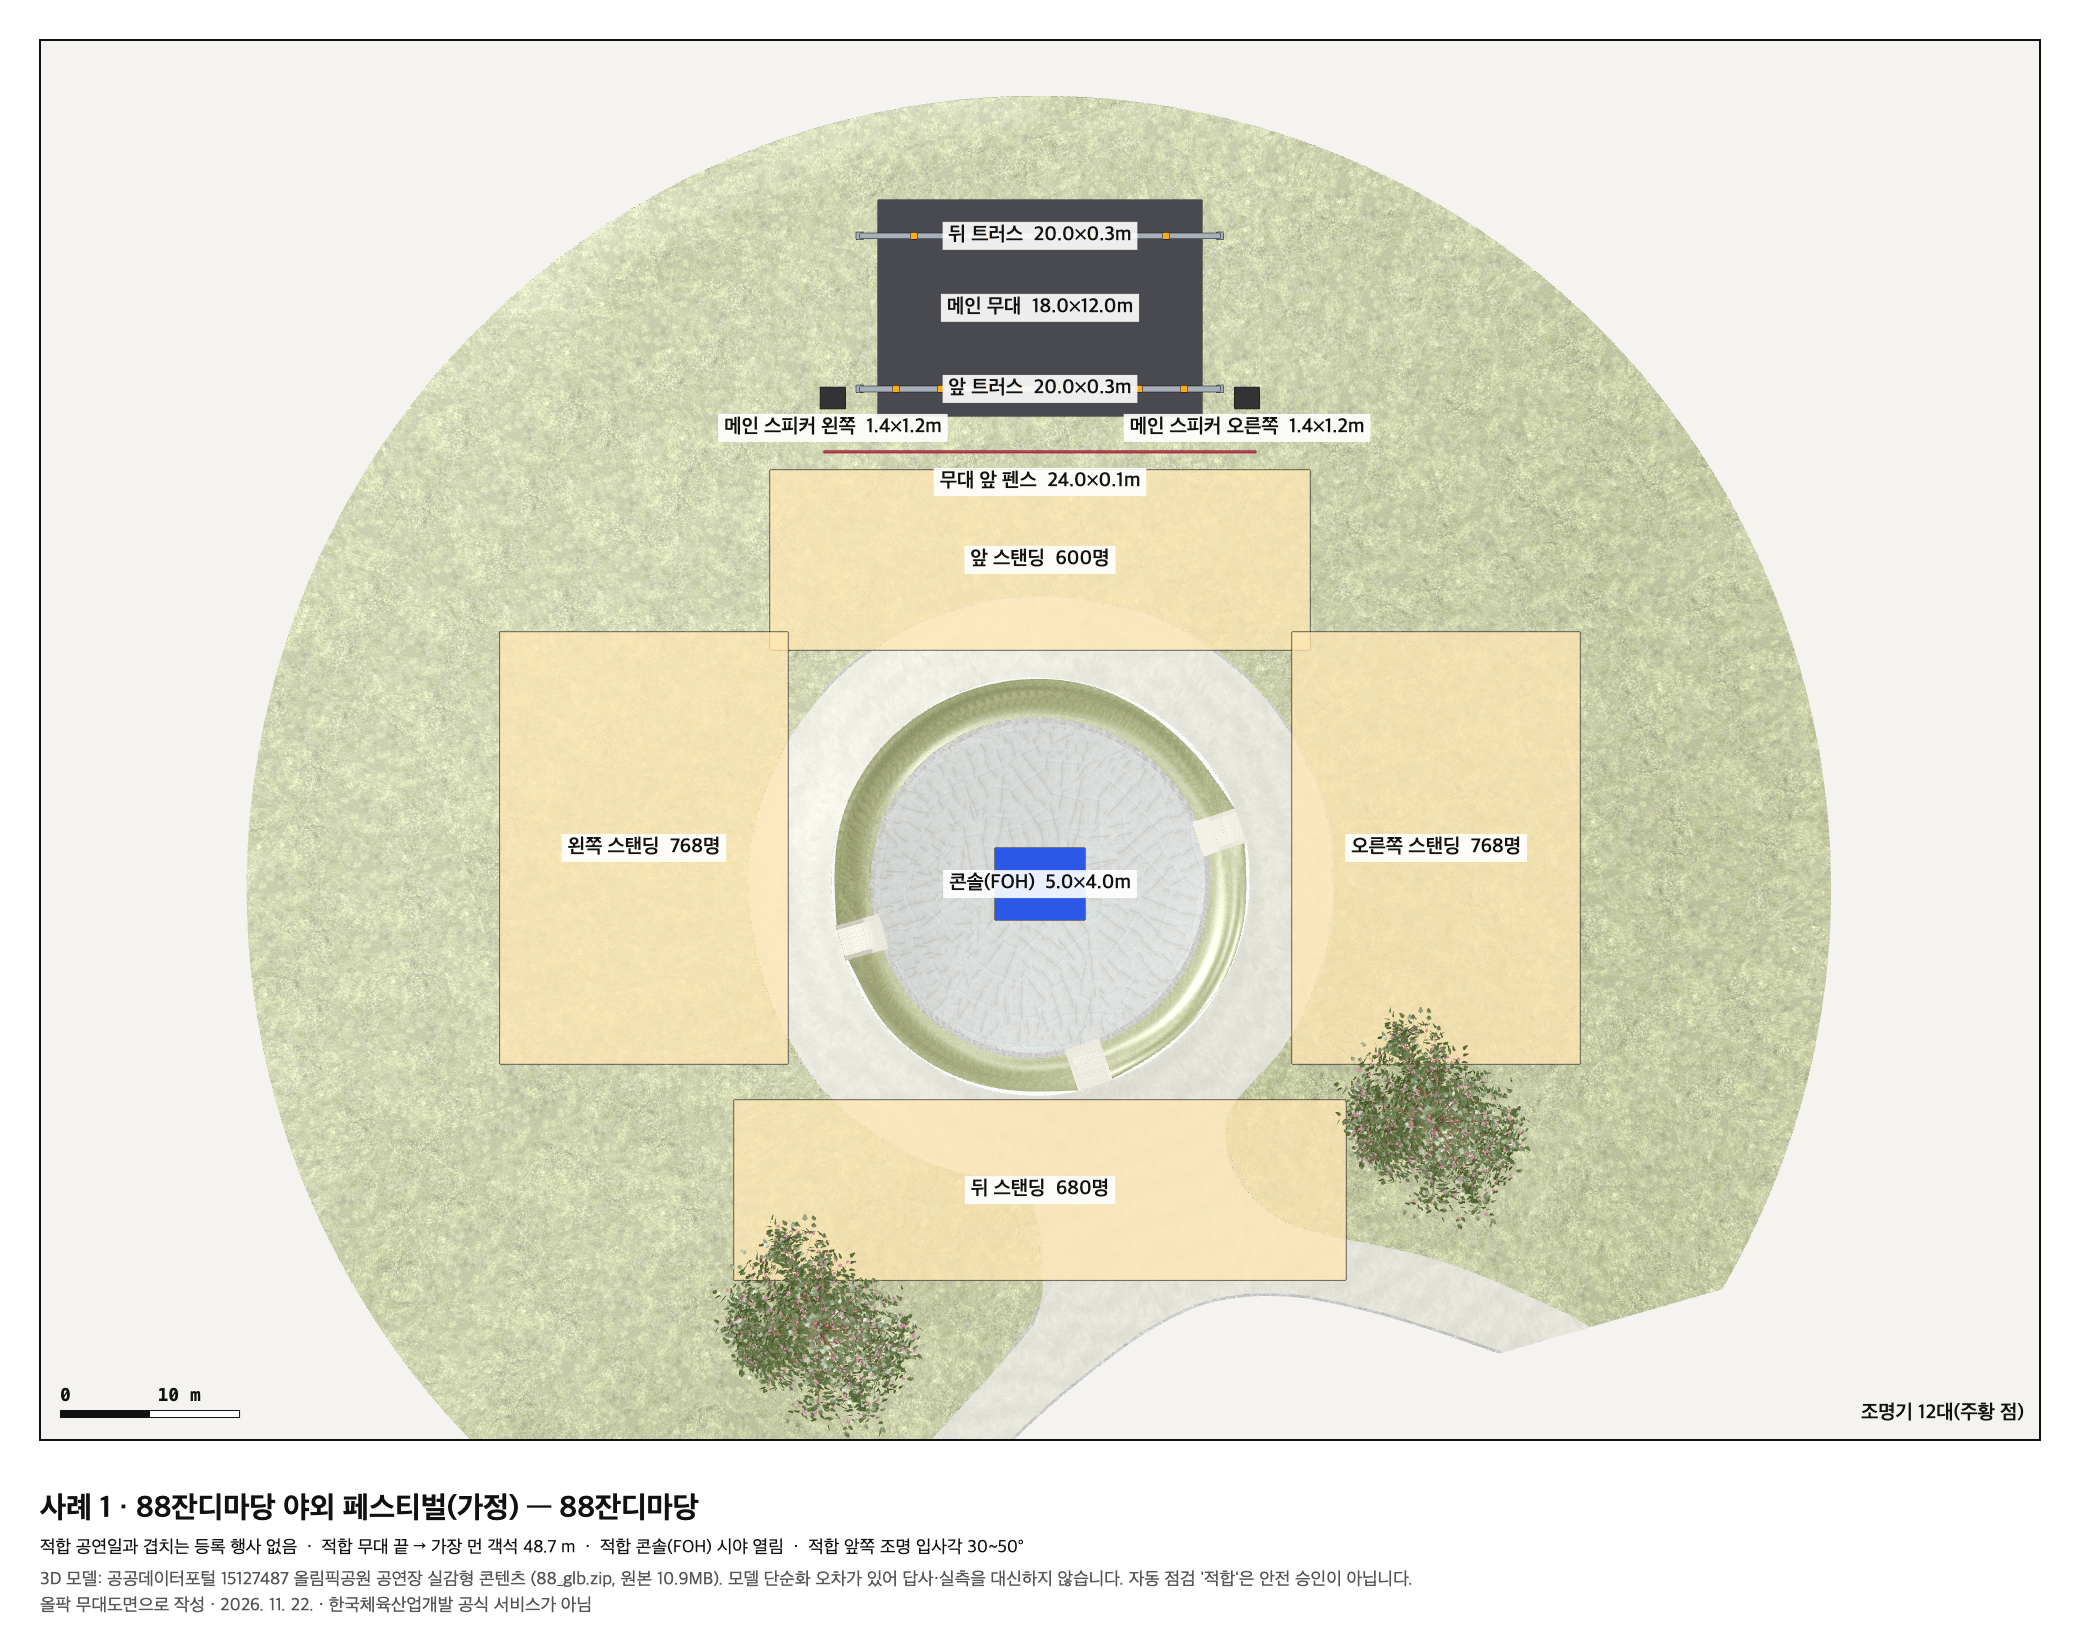 뒤 트러스 20.0×0.3m
메인 무대 18.0×12.0m
앞 트러스 20.0×0.3m
메인 스피커 왼쪽 1.4×1.2m
메인 스피커 오른쪽 1.4×1.2m
무대 앞 펜스 24.0×0.1m
앞 스탠딩 600명
왼쪽 스탠딩 768명
오른쪽 스탠딩 768명
콘솔(FOH) 5.0×4.0m
뒤 스탠딩 680명
0 10 m
조명기 12대(주황 점)
사례 1 · 88잔디마당 야외 페스티벌(가정) — 88잔디마당
적합 공연일과 겹치는 등록 행사 없음 · 적합 무대 끝 → 가장 먼 객석 48.7 m · 적합 콘솔(FOH) 시야 열림 · 적합 앞쪽 조명 입사각 30~50°
3D 모델: 공공데이터포털 15127487 올림픽공원 공연장 실감형 콘텐츠 (88_glb.zip, 원본 10.9MB). 모델 단순화 오차가 있어 답사·실측을 대신하지 않습니다. 자동 점검 '적합'은 안전 승인이 아닙니다.
올팍 무대도면으로 작성 · 2026. 11. 22. · 한국체육산업개발 공식 서비스가 아님